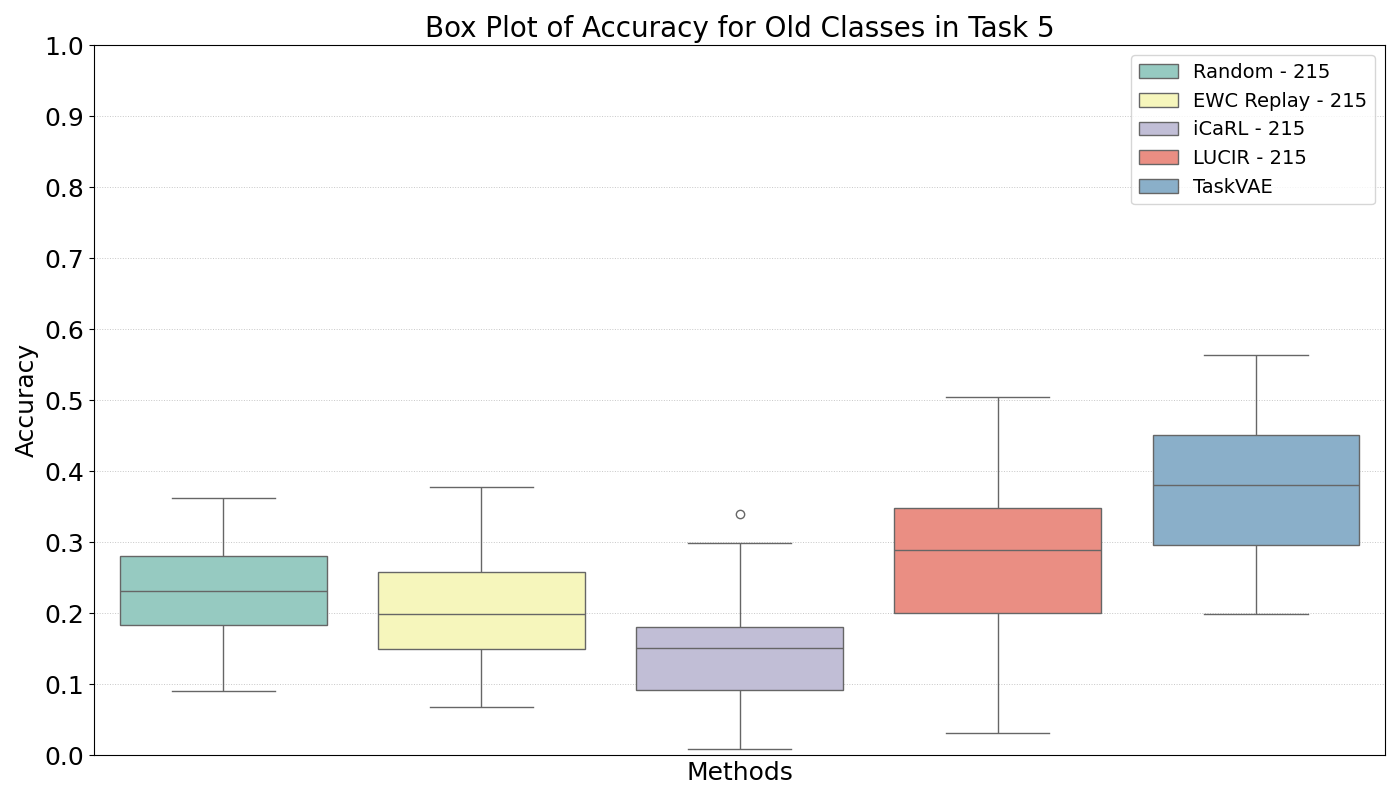 Box Plot of Accuracy for Old Classes in Task 5
1.0
0.9
0.8
0.7
0.6
0.5
0.4
0.3
0.2
0.1
0.0
Accuracy
Methods
Random - 215
EWC Replay - 215
iCaRL - 215
LUCIR - 215
TaskVAE